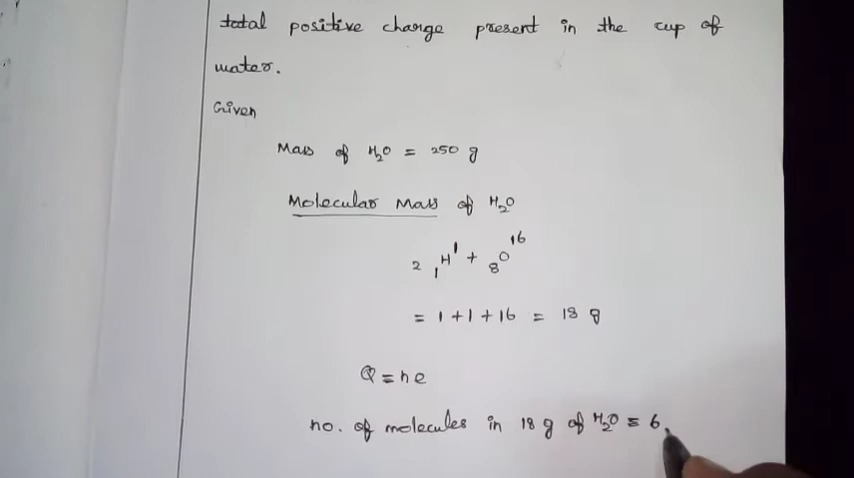 total positive charge present in the cup of
water.
Given
Mass of H₂O = 250 g
Molecular Mass of H₂O
2 ₁H¹ + ₈O¹⁶
= 1 + 1 + 16 = 18 g
Q = ne
no. of molecules in 18 g of H₂O = 6.